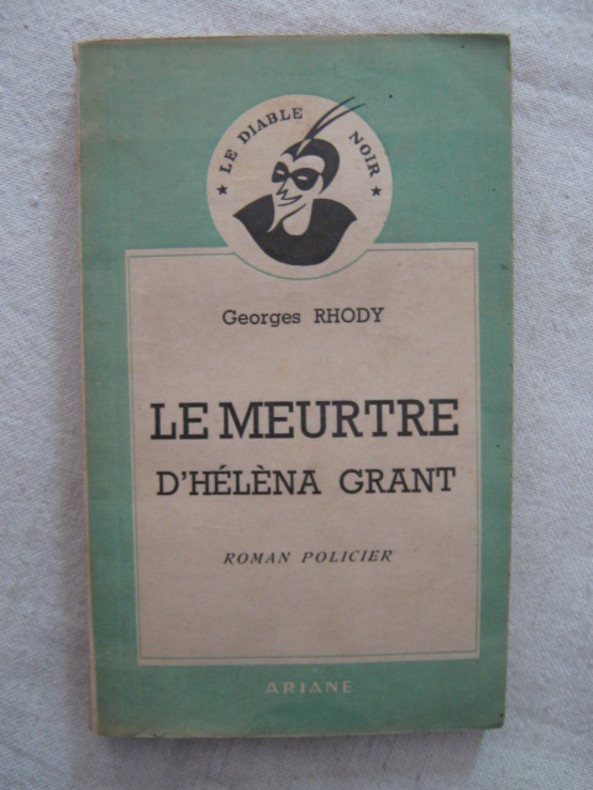 ★ LE DIABLE NOIR ★
Georges RHODY
LE MEURTRE
D'HÉLÈNA GRANT
ROMAN POLICIER
ARIANE